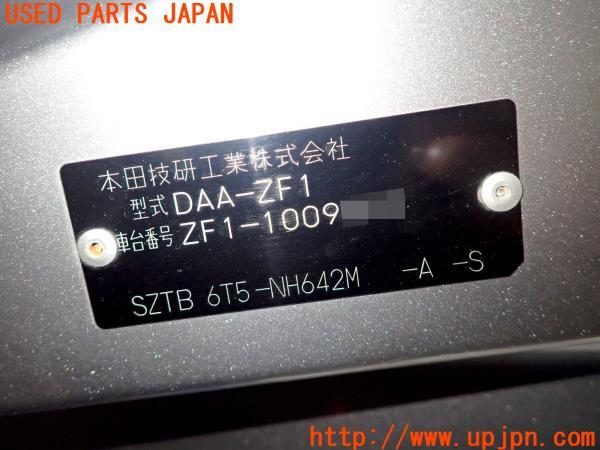 USED PARTS JAPAN
本田技研工業株式会社
型式 DAA-ZF1
車台番号 ZF1-1009
SZTB 6T5-NH642M -A -S
http://www.upjpn.com/